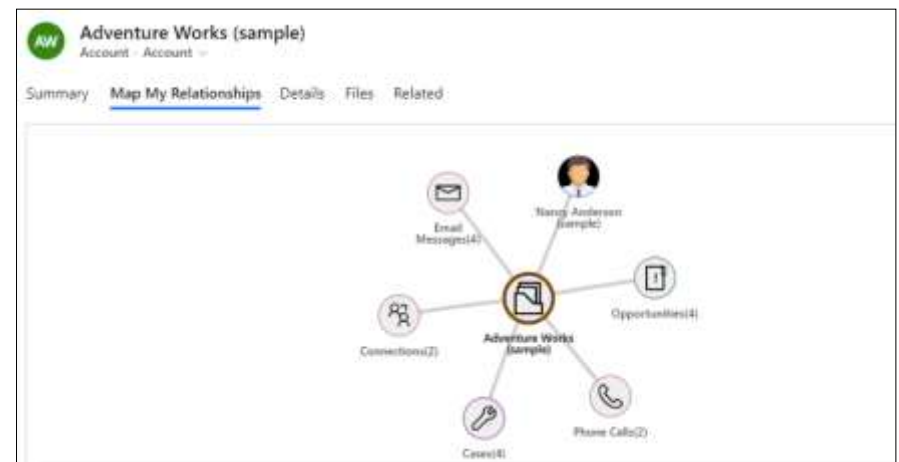 AW
Adventure Works (sample)
Account · Account
Summary Map My Relationships Details Files Related
Nancy Anderson
(sample)
Email
Messages(4)
Opportunities(4)
Connections(2)
Adventure Works
(sample)
Phone Calls(2)
Cases(4)